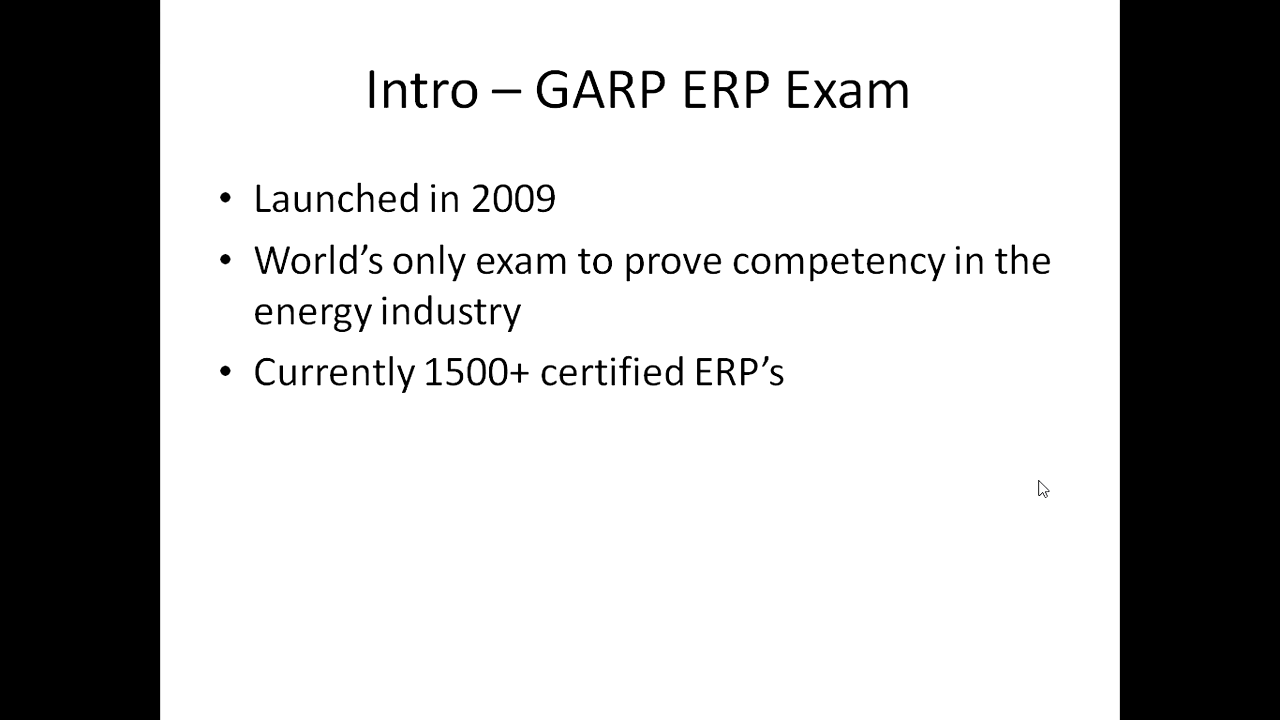 Intro – GARP ERP Exam
• Launched in 2009
• World’s only exam to prove competency in the
energy industry
• Currently 1500+ certified ERP’s